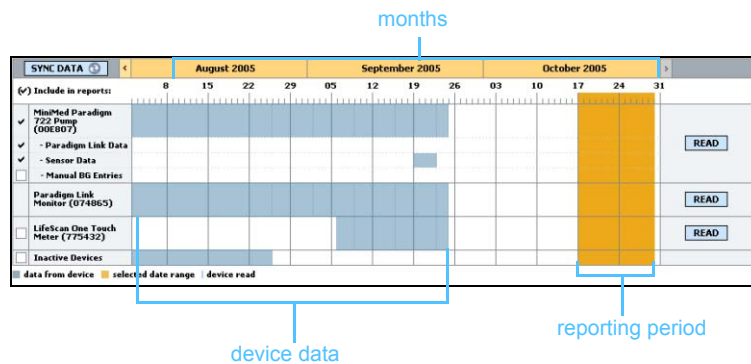 months
SYNC DATA < August 2005 September 2005 October 2005 >
(✓) Include in reports: 8 15 22 29 05 12 19 26 03 10 17 24 31
MiniMed Paradigm
722 Pump
(00E807)
- Paradigm Link Data
READ
- Sensor Data
- Manual BG Entries
Paradigm Link
Monitor (074865)
READ
LifeScan One Touch
Meter (775432)
READ
Inactive Devices
data from device selected date range | device read
device data
reporting period